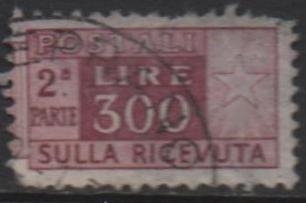 POSTALI
2ª PARTE
LIRE
300
SULLA RICEVUTA